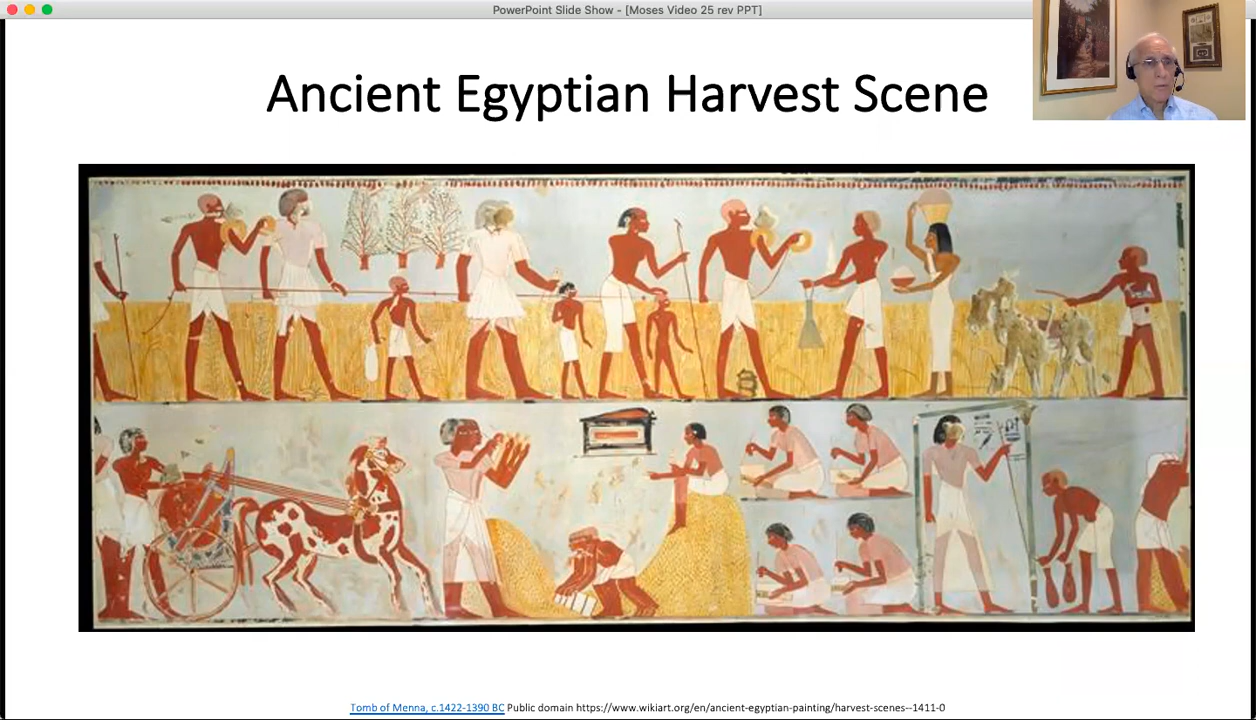 PowerPoint Slide Show - [Moses Video 25 rev PPT]
Ancient Egyptian Harvest Scene
Tomb of Menna, c.1422-1390 BC Public domain https://www.wikiart.org/en/ancient-egyptian-painting/harvest-scenes--1411-0